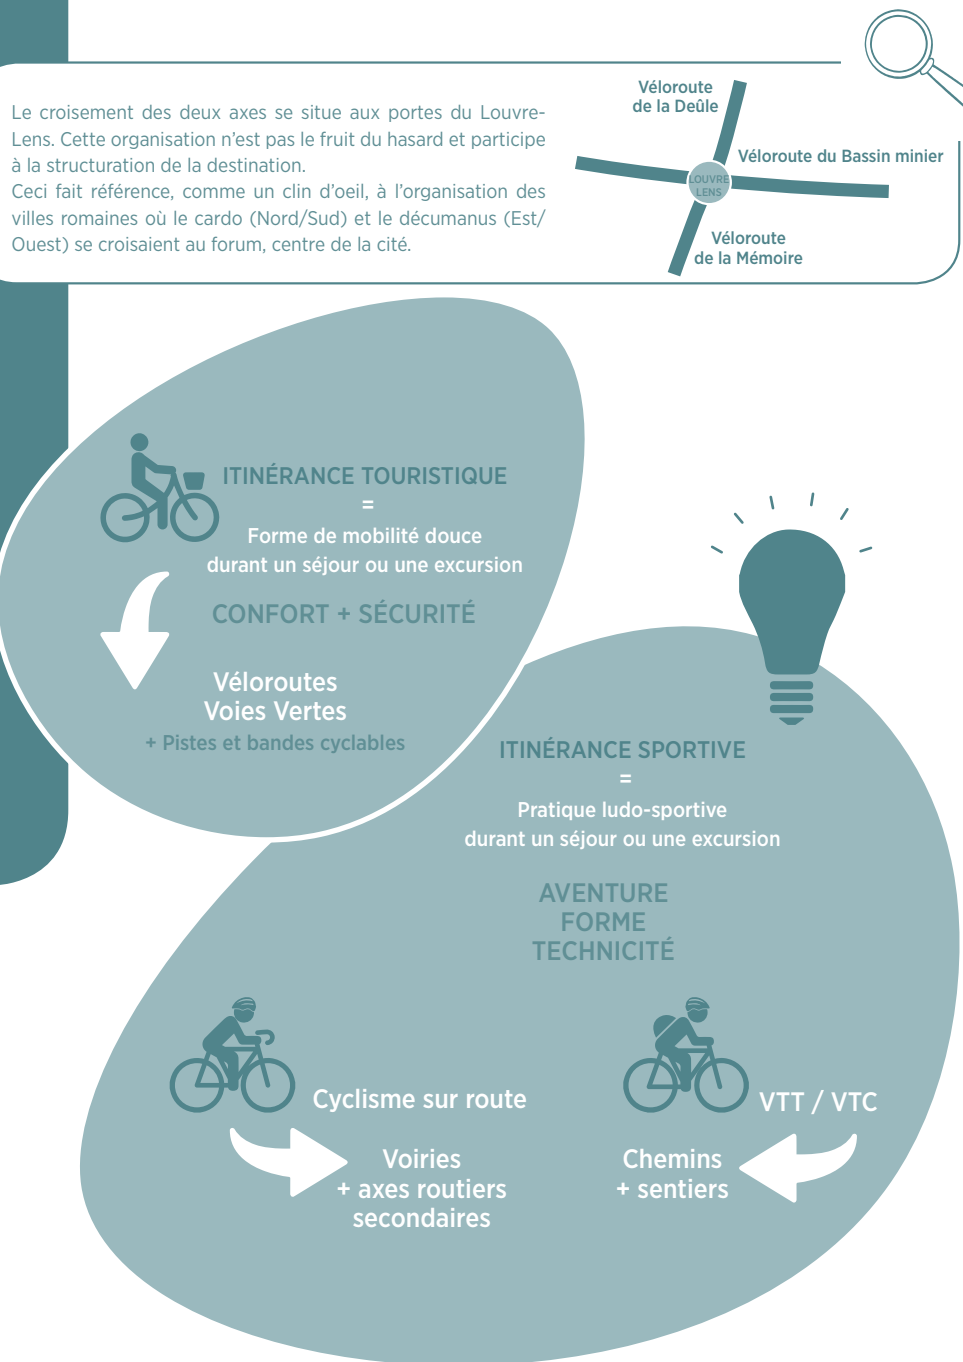 Le croisement des deux axes se situe aux portes du Louvre-
Lens. Cette organisation n'est pas le fruit du hasard et participe
à la structuration de la destination.
Ceci fait référence, comme un clin d'oeil, à l'organisation des
villes romaines où le cardo (Nord/Sud) et le décumanus (Est/
Ouest) se croisaient au forum, centre de la cité.
Véloroute
de la Deûle
Véloroute du Bassin minier
LOUVRE
LENS
Véloroute
de la Mémoire
ITINÉRANCE TOURISTIQUE
=
Forme de mobilité douce
durant un séjour ou une excursion
CONFORT + SÉCURITÉ
Véloroutes
Voies Vertes
+ Pistes et bandes cyclables
ITINÉRANCE SPORTIVE
=
Pratique ludo-sportive
durant un séjour ou une excursion
AVENTURE
FORME
TECHNICITÉ
Cyclisme sur route
Voiries
+ axes routiers
secondaires
VTT / VTC
Chemins
+ sentiers